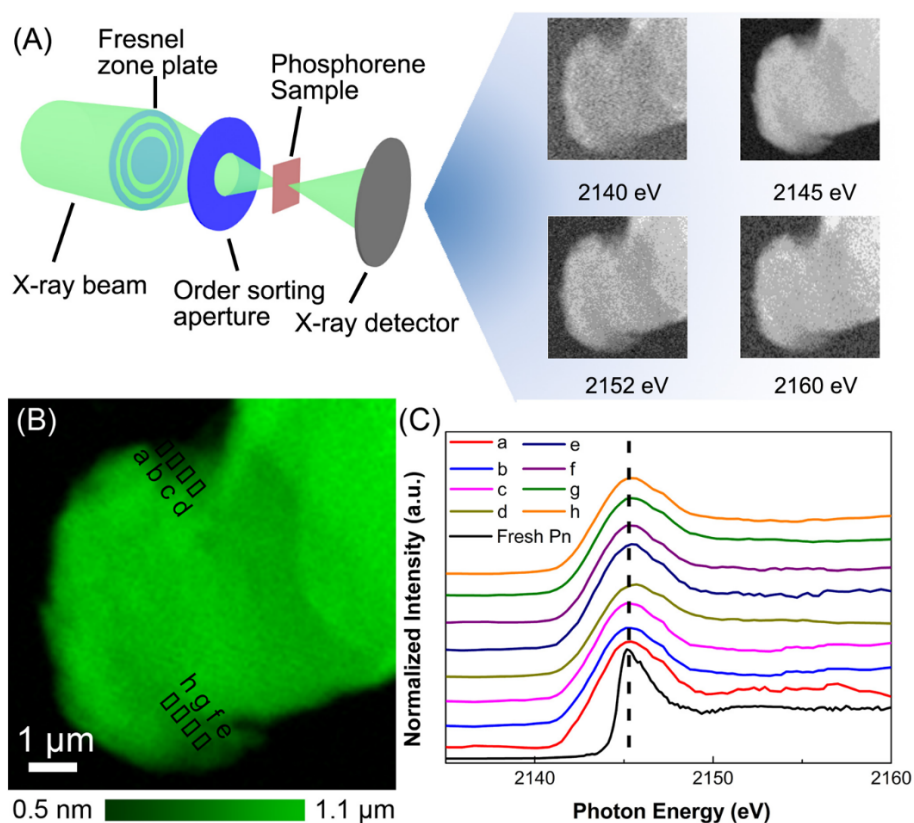 (A)
Fresnel
zone plate
Phosphorene
Sample
X-ray beam
Order sorting
aperture
X-ray detector
2140 eV
2145 eV
2152 eV
2160 eV
(B)
a b c d
h g f e
1 µm
0.5 nm
1.1 µm
(C)
a
e
b
f
c
g
d
h
Fresh Pn
Normalized Intensity (a.u.)
2140
2150
2160
Photon Energy (eV)